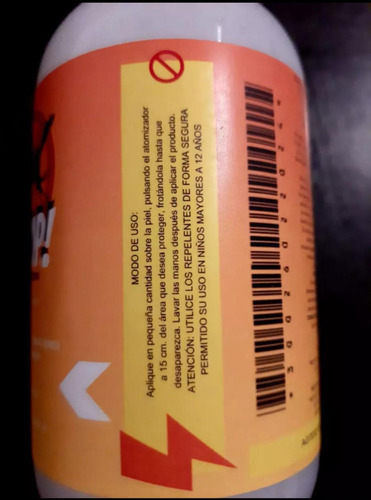 p!
MODO DE USO:
Aplique en pequeña cantidad sobre la piel, pulsando el atomizador
a 15 cm. del área que desea proteger, frotándola hasta que
desaparezca. Lavar las manos después de aplicar el producto.
ATENCIÓN: UTILICE LOS REPELENTES DE FORMA SEGURA
PERMITIDO SU USO EN NIÑOS MAYORES A 12 AÑOS